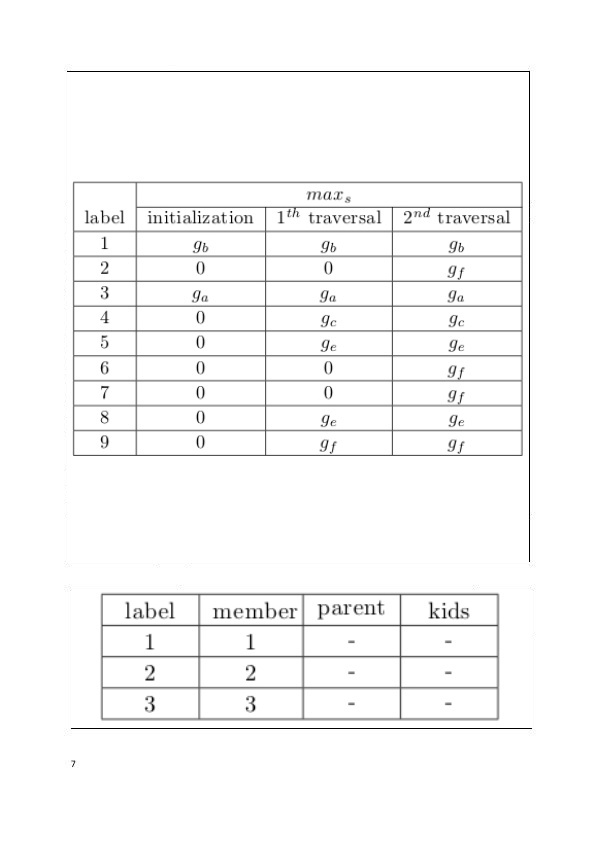 max_s
label initialization 1^th traversal 2^nd traversal
1 g_b g_b g_b
2 0 0 g_f
3 g_a g_a g_a
4 0 g_c g_c
5 0 g_e g_e
6 0 0 g_f
7 0 0 g_f
8 0 g_e g_e
9 0 g_f g_f
label member parent kids
1 1 - -
2 2 - -
3 3 - -
7